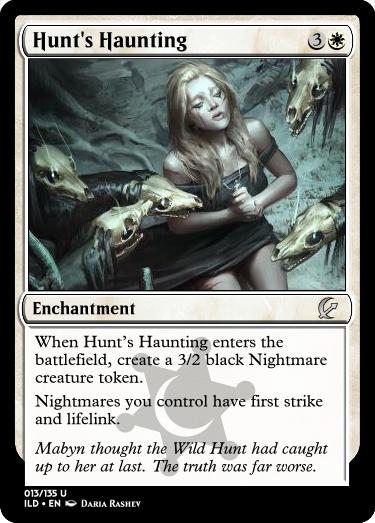 Hunt's Haunting 3
Enchantment
When Hunt's Haunting enters the
battlefield, create a 3/2 black Nightmare
creature token.
Nightmares you control have first strike
and lifelink.
Mabyn thought the Wild Hunt had caught
up to her at last. The truth was far worse.
013/135 U
ILD • EN Daria Rashev